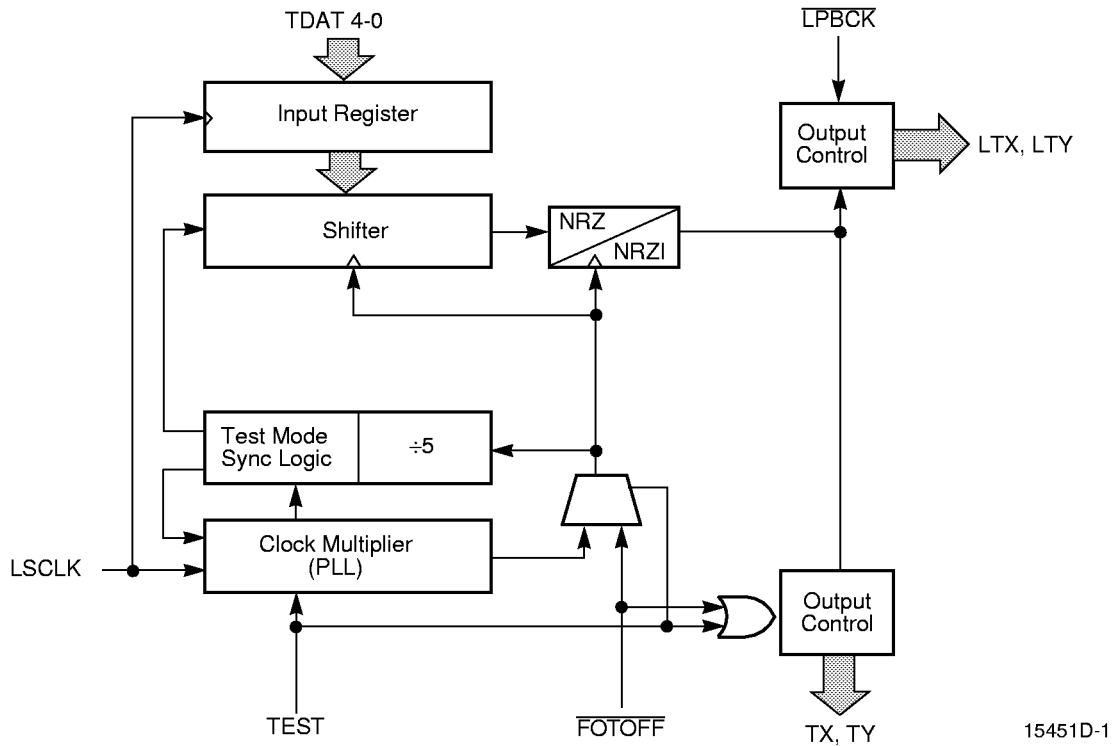 TDAT 4-0
LPBCK
Input Register
Output
Control
LTX, LTY
Shifter
NRZ
NRZI
Test Mode
Sync Logic
÷5
Clock Multiplier
(PLL)
LSCLK
Output
Control
TEST
FOTOFF
TX, TY
15451D-1